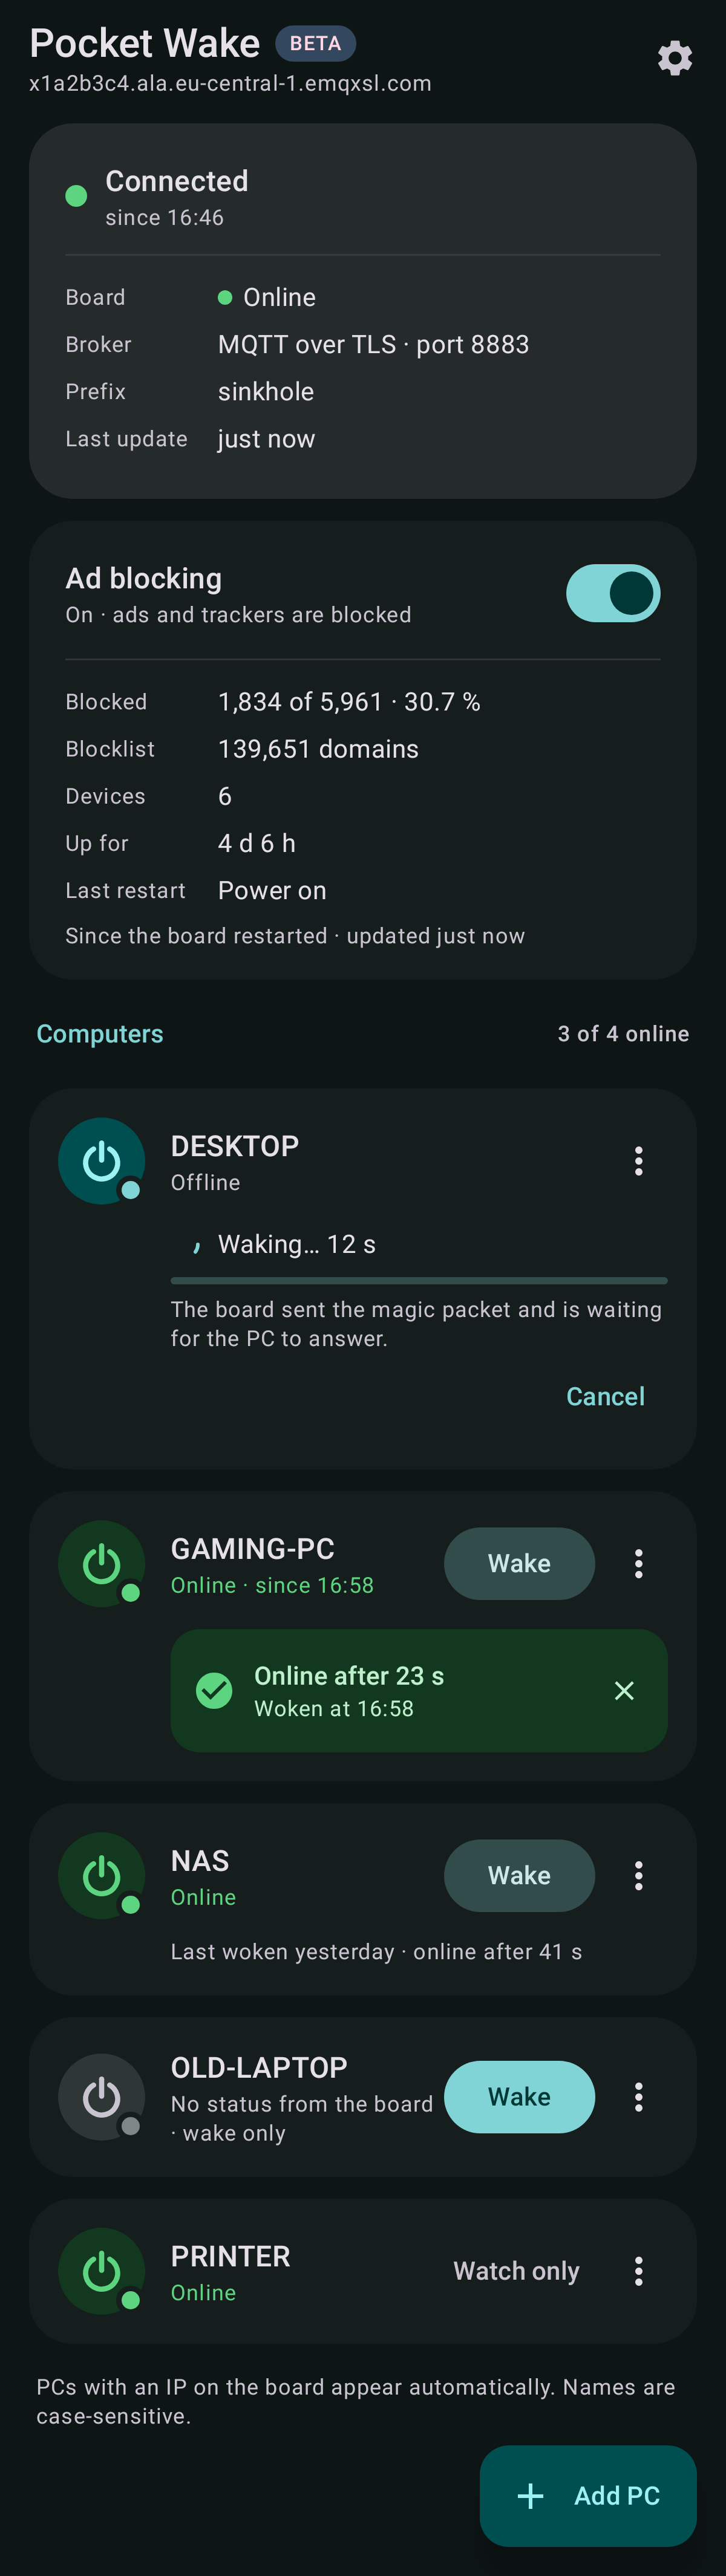 Pocket Wake BETA
x1a2b3c4.ala.eu-central-1.emqxsl.com
Connected
since 16:46
Board Online
Broker MQTT over TLS · port 8883
Prefix sinkhole
Last update just now
Ad blocking
On · ads and trackers are blocked
Blocked 1,834 of 5,961 · 30.7 %
Blocklist 139,651 domains
Devices 6
Up for 4 d 6 h
Last restart Power on
Since the board restarted · updated just now
Computers 3 of 4 online
DESKTOP
Offline
Waking… 12 s
The board sent the magic packet and is waiting
for the PC to answer.
Cancel
GAMING-PC
Online · since 16:58
Wake
Online after 23 s
Woken at 16:58
NAS
Online
Wake
Last woken yesterday · online after 41 s
OLD-LAPTOP
No status from the board
· wake only
Wake
PRINTER
Online
Watch only
PCs with an IP on the board appear automatically. Names are
case-sensitive.
Add PC